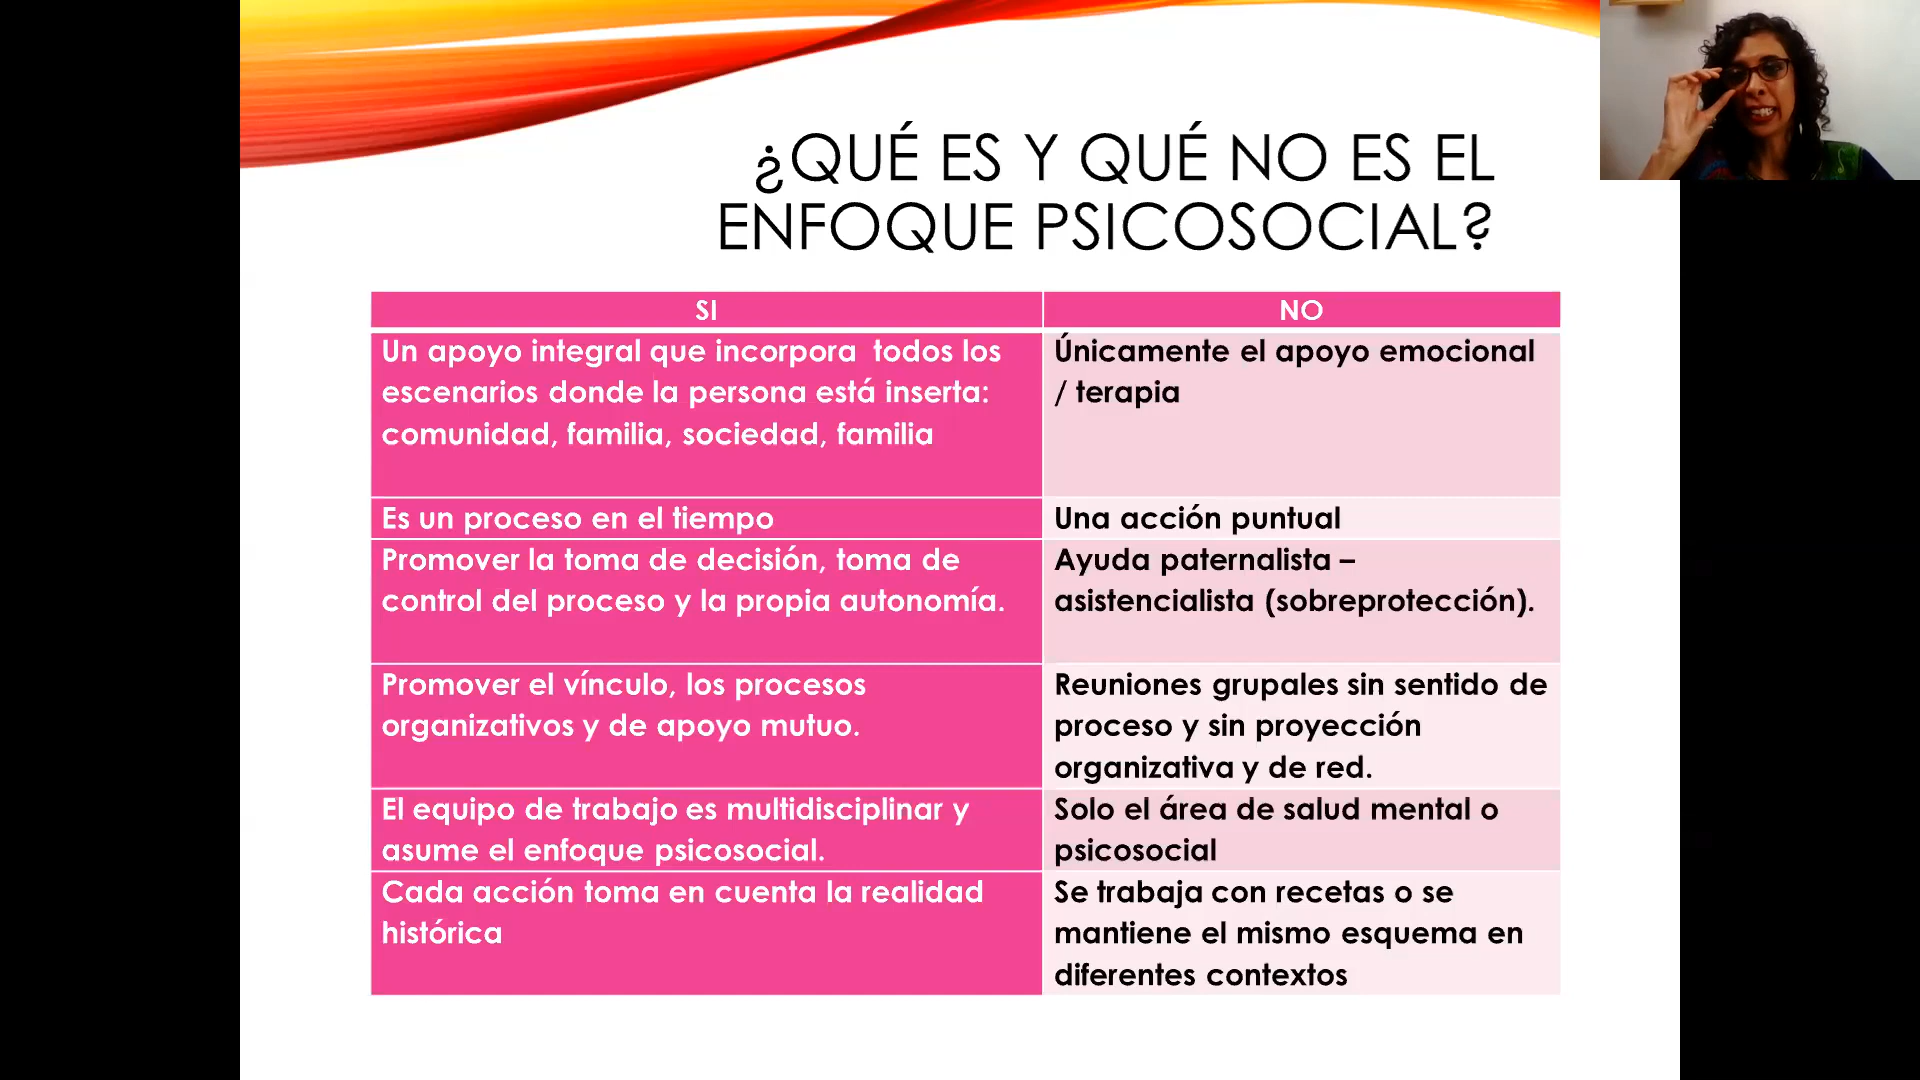 ¿QUÉ ES Y QUÉ NO ES EL
ENFOQUE PSICOSOCIAL?
SI
NO
Un apoyo integral que incorpora todos los
escenarios donde la persona está inserta:
comunidad, familia, sociedad, familia
Únicamente el apoyo emocional
/ terapia
Es un proceso en el tiempo
Una acción puntual
Promover la toma de decisión, toma de
control del proceso y la propia autonomía.
Ayuda paternalista –
asistencialista (sobreprotección).
Promover el vínculo, los procesos
organizativos y de apoyo mutuo.
Reuniones grupales sin sentido de
proceso y sin proyección
organizativa y de red.
El equipo de trabajo es multidisciplinar y
asume el enfoque psicosocial.
Solo el área de salud mental o
psicosocial
Cada acción toma en cuenta la realidad
histórica
Se trabaja con recetas o se
mantiene el mismo esquema en
diferentes contextos